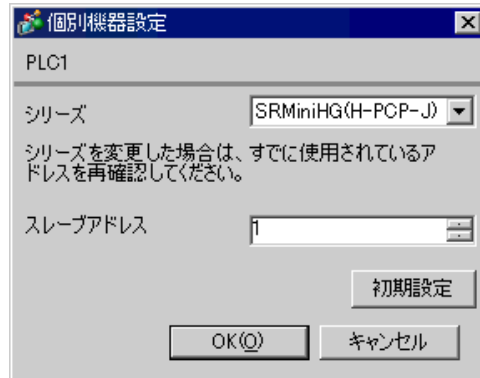 個別機器設定
PLC1
シリーズ SRMiniHG(H-PCP-J)
シリーズを変更した場合は、すでに使用されているア
ドレスを再確認してください。
スレーブアドレス 1
初期設定
OK(O) キャンセル